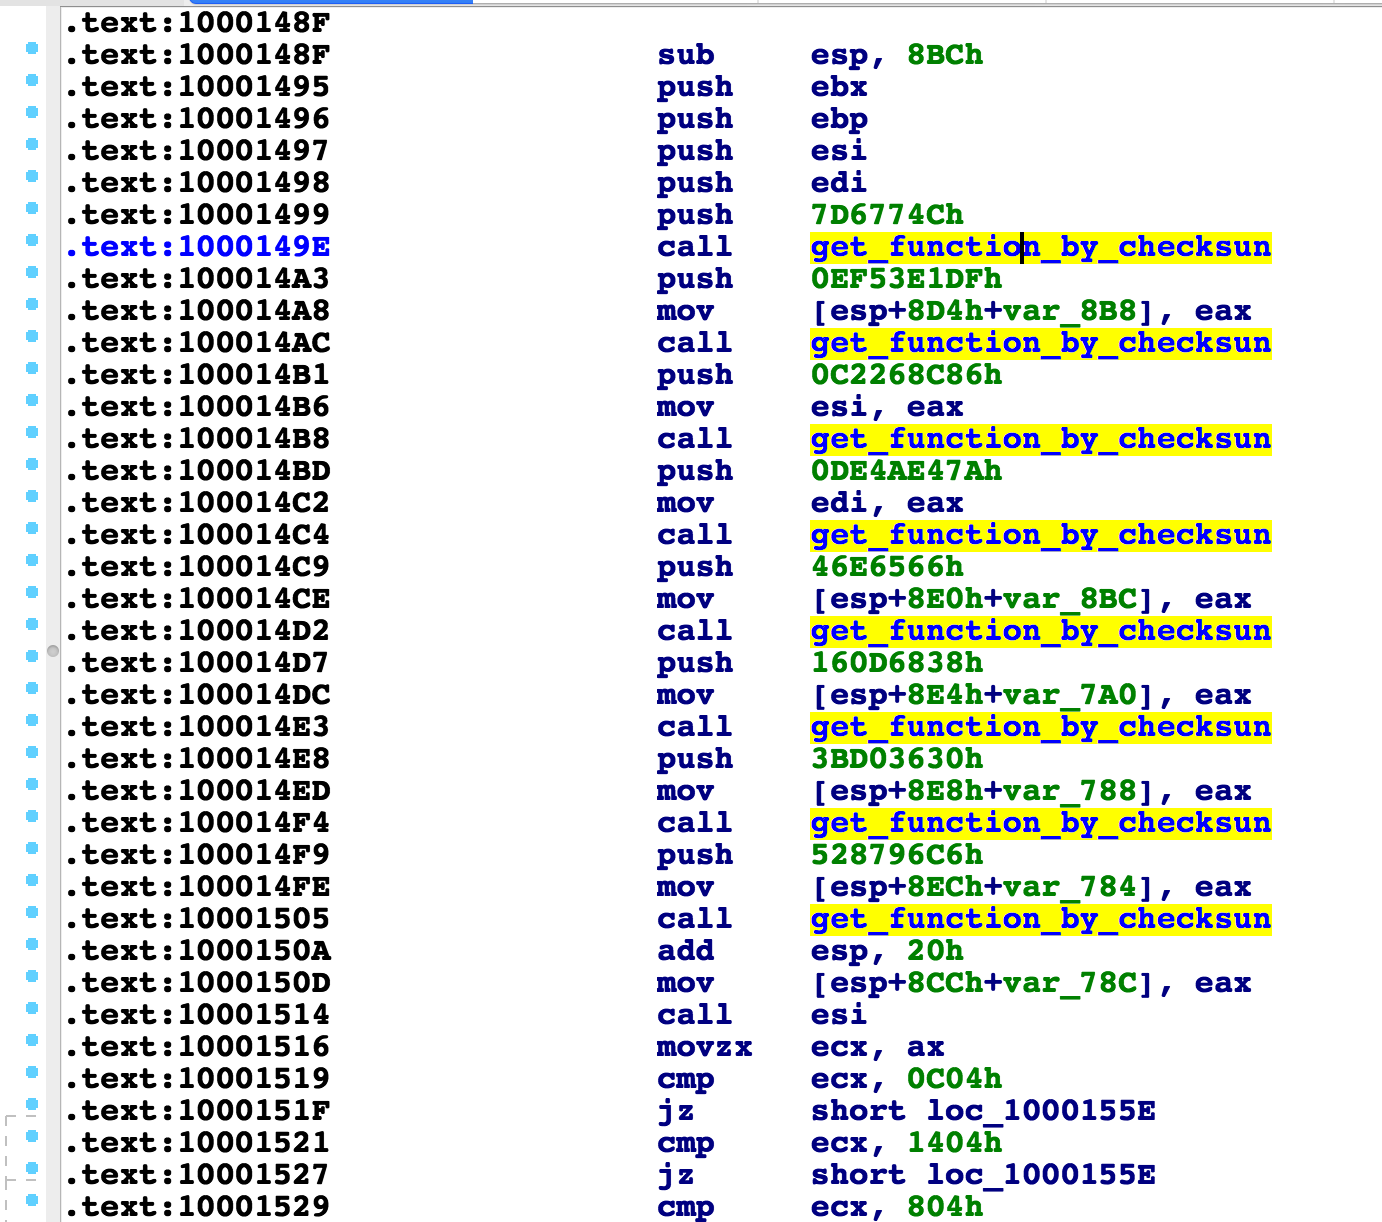 .text:1000148F
.text:1000148F sub esp, 8BCh
.text:10001495 push ebx
.text:10001496 push ebp
.text:10001497 push esi
.text:10001498 push edi
.text:10001499 push 7D6774Ch
.text:1000149E call get_function_by_checksun
.text:100014A3 push 0EF53E1DFh
.text:100014A8 mov [esp+8D4h+var_8B8], eax
.text:100014AC call get_function_by_checksun
.text:100014B1 push 0C2268C86h
.text:100014B6 mov esi, eax
.text:100014B8 call get_function_by_checksun
.text:100014BD push 0DE4AE47Ah
.text:100014C2 mov edi, eax
.text:100014C4 call get_function_by_checksun
.text:100014C9 push 46E6566h
.text:100014CE mov [esp+8E0h+var_8BC], eax
.text:100014D2 call get_function_by_checksun
.text:100014D7 push 160D6838h
.text:100014DC mov [esp+8E4h+var_7A0], eax
.text:100014E3 call get_function_by_checksun
.text:100014E8 push 3BD03630h
.text:100014ED mov [esp+8E8h+var_788], eax
.text:100014F4 call get_function_by_checksun
.text:100014F9 push 528796C6h
.text:100014FE mov [esp+8ECh+var_784], eax
.text:10001505 call get_function_by_checksun
.text:1000150A add esp, 20h
.text:1000150D mov [esp+8CCh+var_78C], eax
.text:10001514 call esi
.text:10001516 movzx ecx, ax
.text:10001519 cmp ecx, 0C04h
.text:1000151F jz short loc_1000155E
.text:10001521 cmp ecx, 1404h
.text:10001527 jz short loc_1000155E
.text:10001529 cmp ecx, 804h